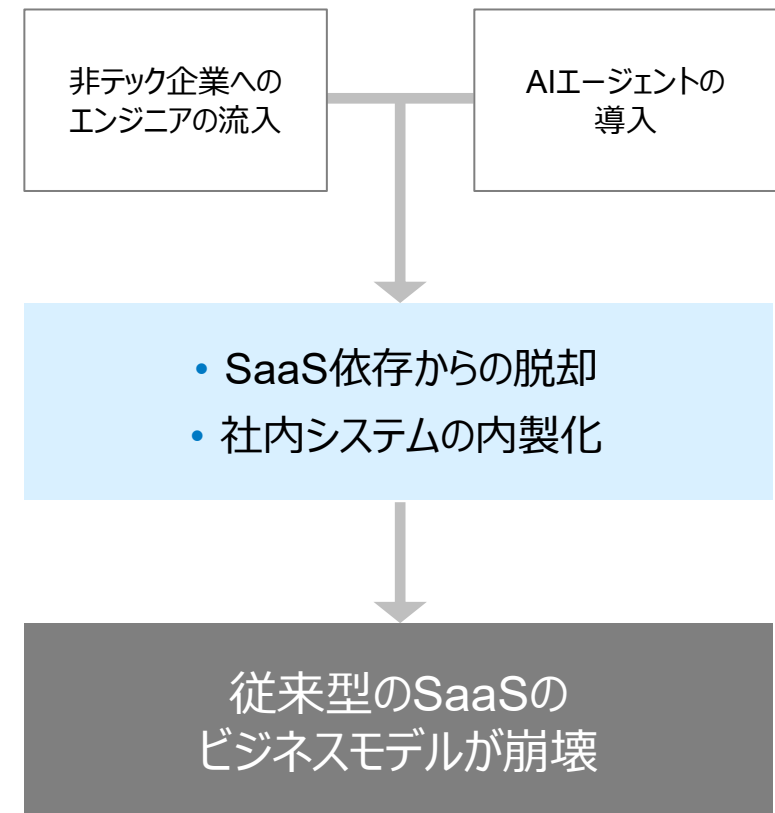 非テック企業への
エンジニアの流入
AIエージェントの
導入
• SaaS依存からの脱却
• 社内システムの内製化
従来型のSaaSの
ビジネスモデルが崩壊